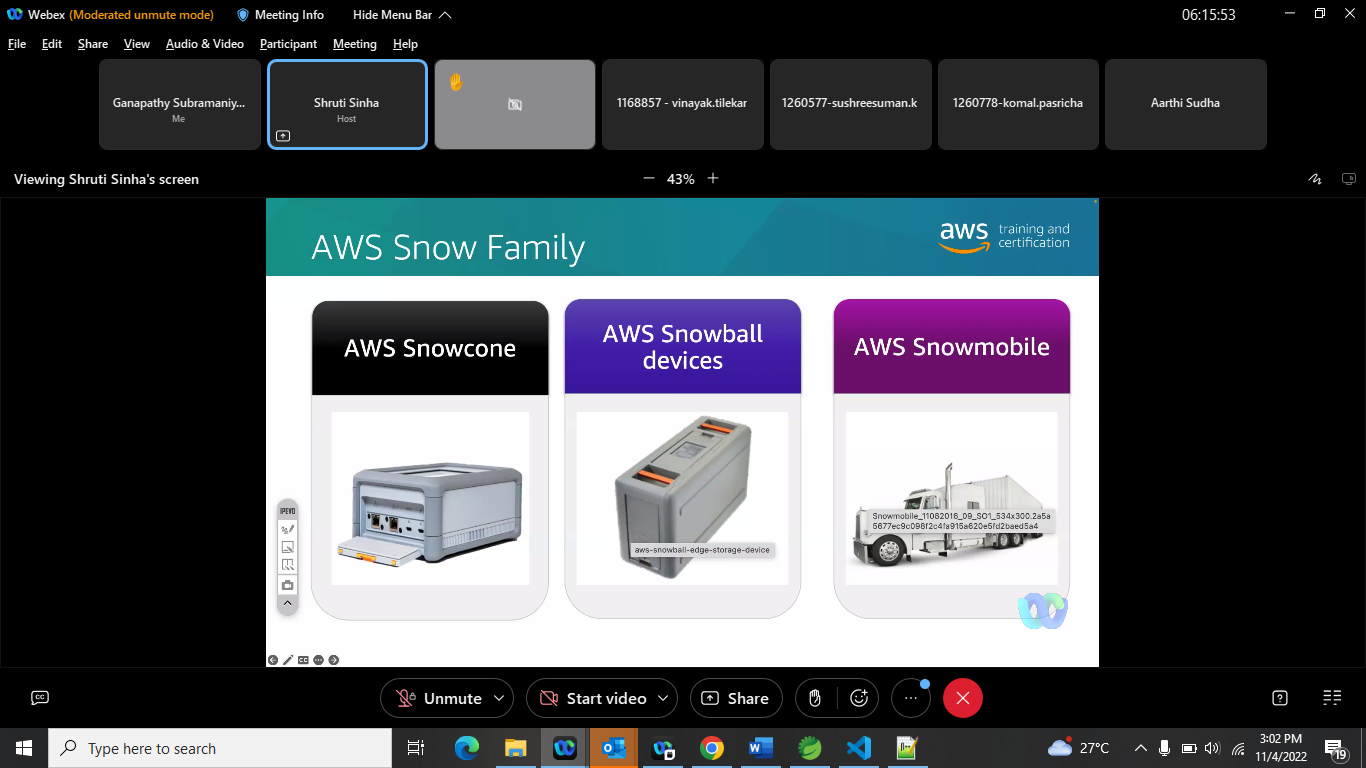 Webex (Moderated unmute mode) Meeting Info Hide Menu Bar 06:15:53
File Edit Share View Audio & Video Participant Meeting Help
Ganapathy Subramaniy...
Me
Shruti Sinha
Host
1168857 - vinayak.tilekar
1260577-sushreesuman.k
1260778-komal.pasricha
Aarthi Sudha
Viewing Shruti Sinha's screen
43%
AWS Snow Family
aws training and
certification
AWS Snowcone
AWS Snowball
devices
AWS Snowmobile
IPEVO
aws-snowball-edge-storage-device
Snowmobile_11082016_09_SO1_534x300.2a5a
5677ec9c098f2c4fa915a620e5fd2baed5a4
CC
CC
Unmute
Start video
Share
Type here to search
27°C
3:02 PM
11/4/2022
19